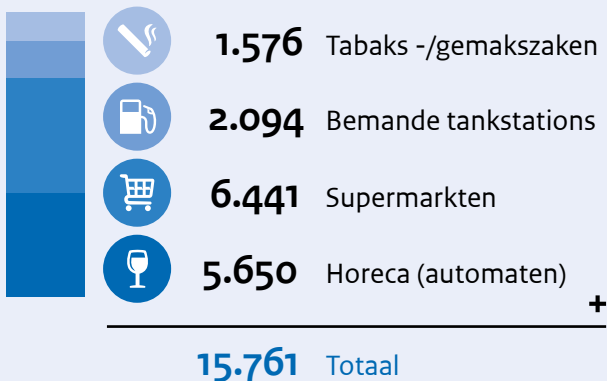 1.576 Tabaks -/gemakszaken
2.094 Bemande tankstations
6.441 Supermarkten
5.650 Horeca (automaten)
+
15.761 Totaal